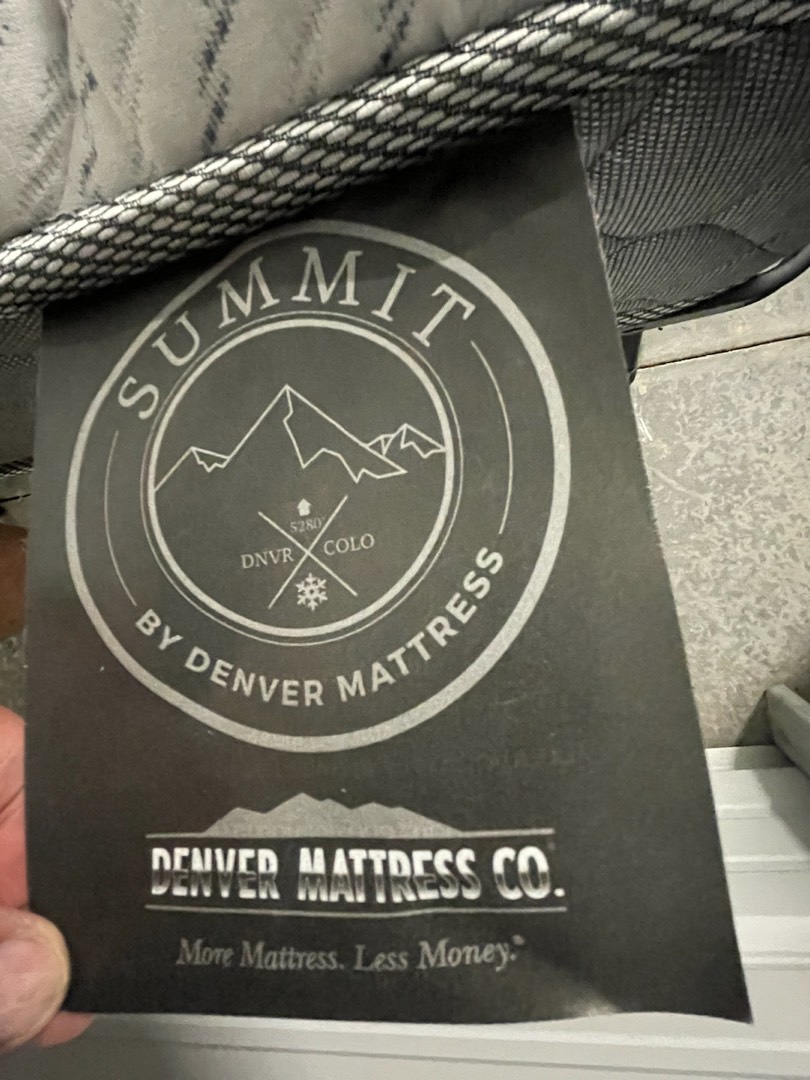 SUMMIT
5280'
DNVR COLO
BY DENVER MATTRESS
DENVER MATTRESS CO.
More Mattress. Less Money.®